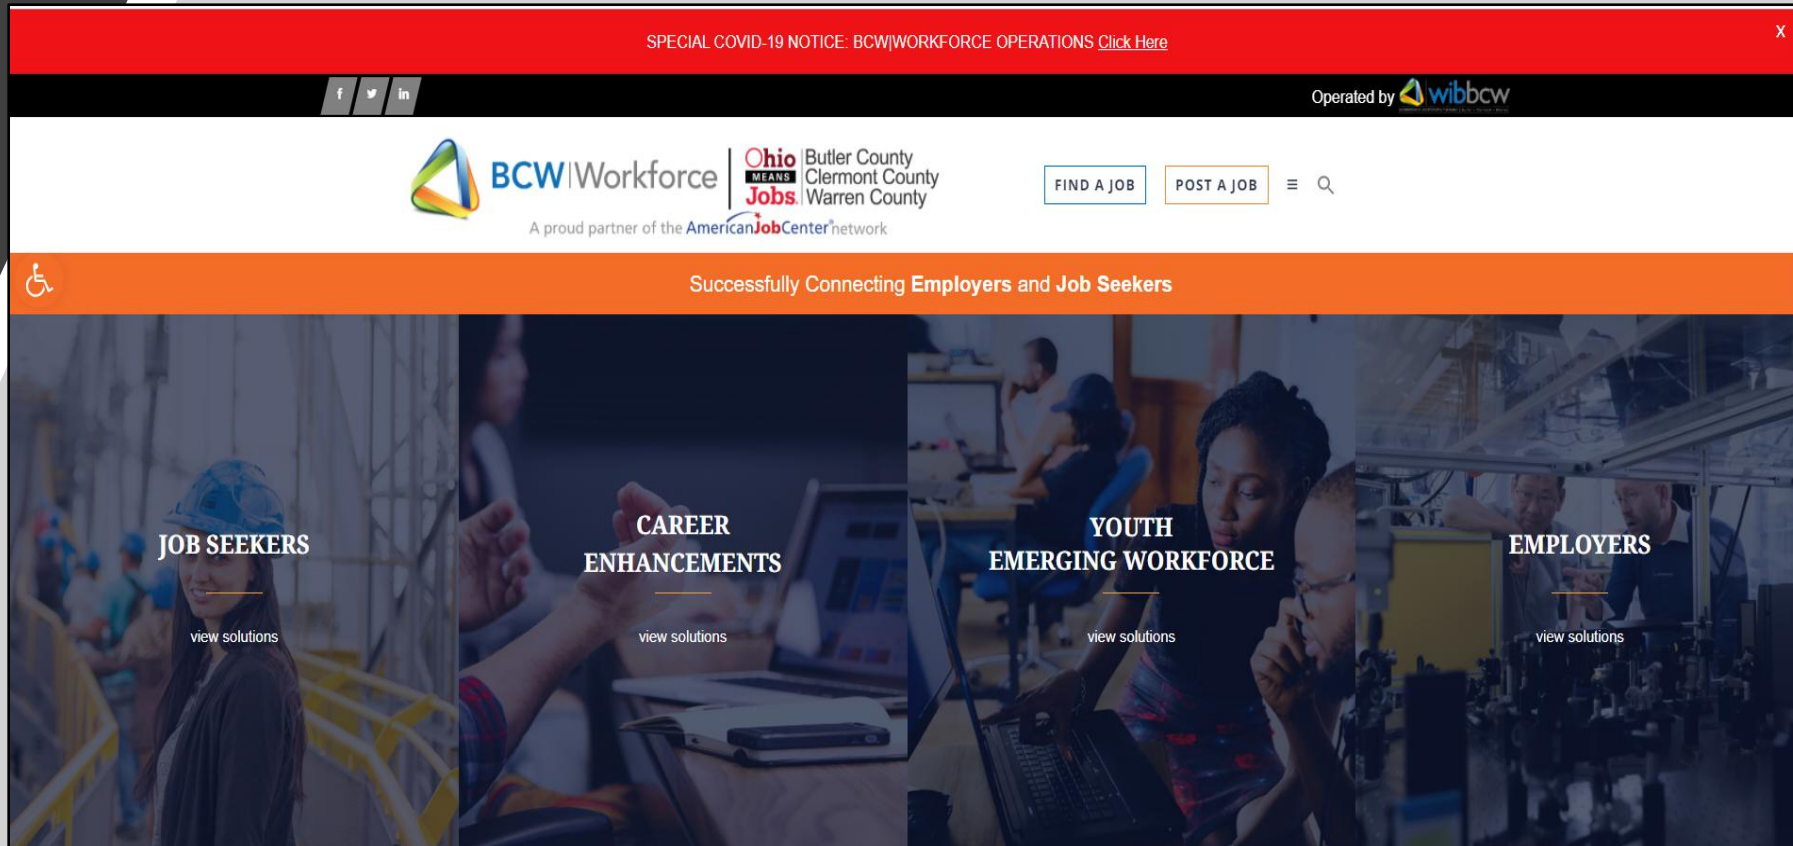 SPECIAL COVID-19 NOTICE: BCW|WORKFORCE OPERATIONS Click Here
X
f
in
Operated by wibbcw
BCW|Workforce
Ohio
MEANS
Jobs.
Butler County
Clermont County
Warren County
A proud partner of the AmericanJobCenter® network
FIND A JOB
POST A JOB
Successfully Connecting Employers and Job Seekers
JOB SEEKERS
view solutions
CAREER
ENHANCEMENTS
view solutions
YOUTH
EMERGING WORKFORCE
view solutions
EMPLOYERS
view solutions